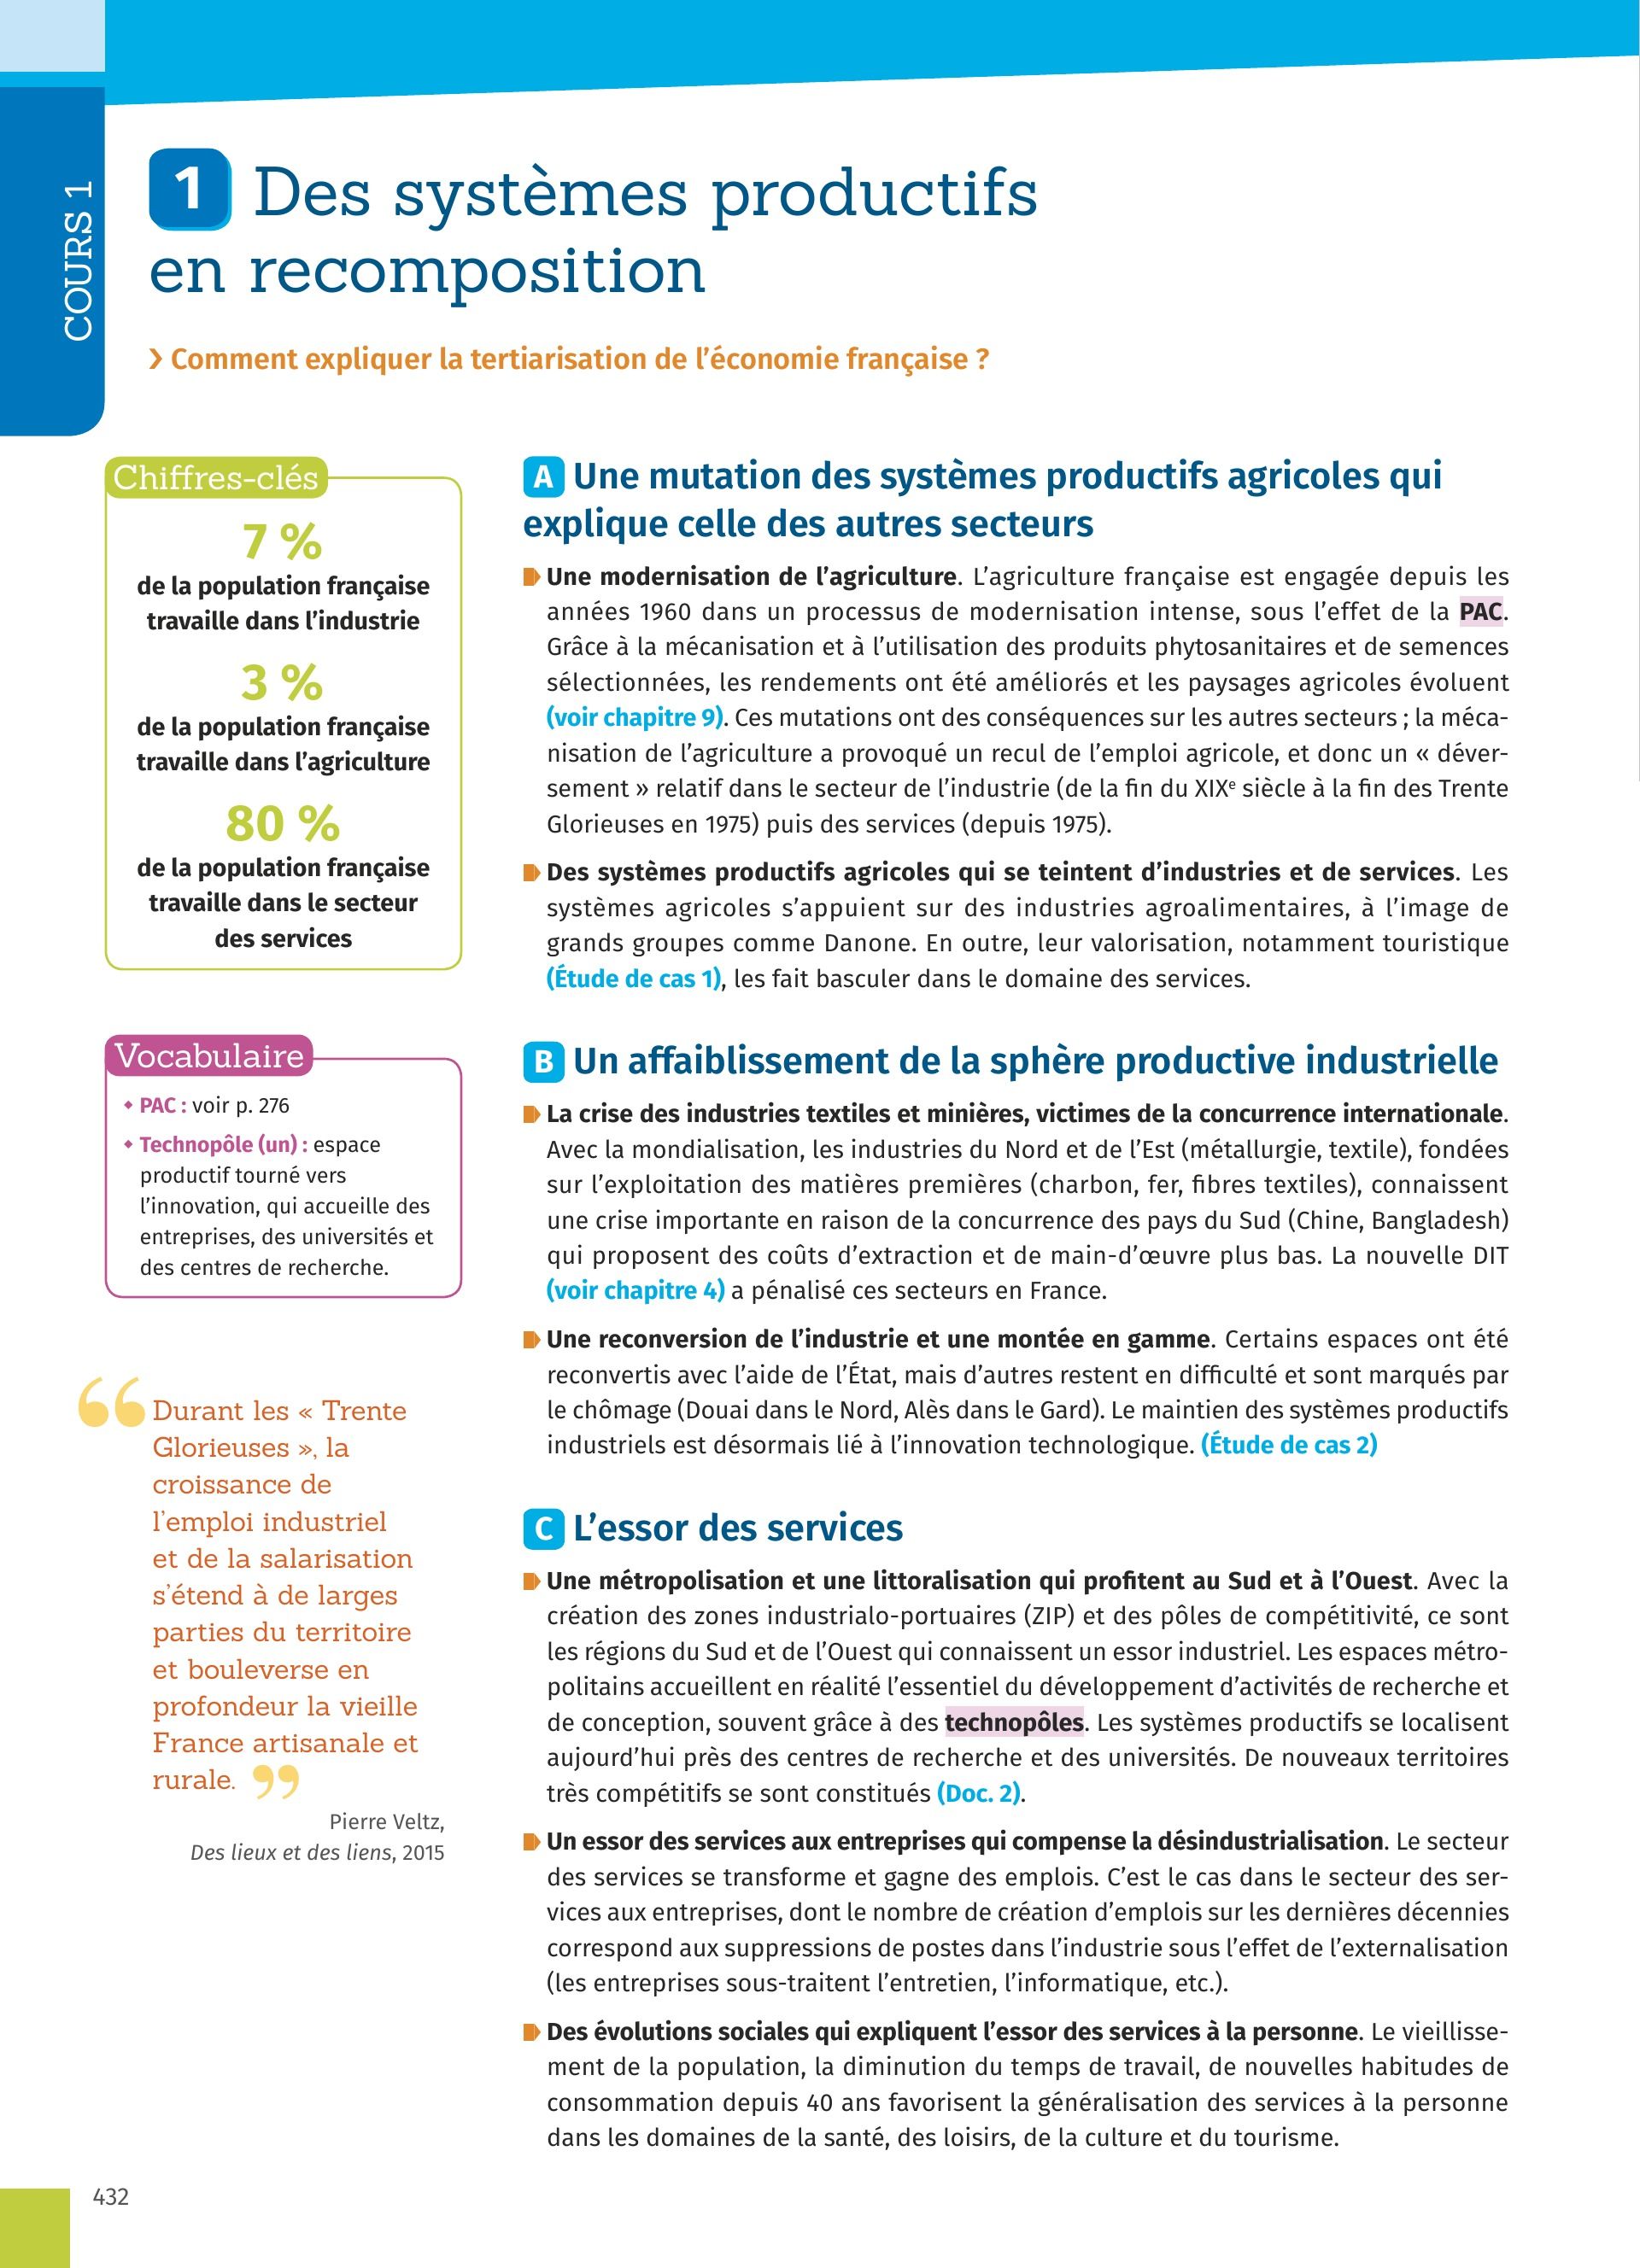 COURS 1
1 Des systèmes productifs
en recomposition
› Comment expliquer la tertiarisation de l’économie française ?
Chiffres-clés
7 %
de la population française
travaille dans l’industrie
3 %
de la population française
travaille dans l’agriculture
80 %
de la population française
travaille dans le secteur
des services
Vocabulaire
PAC : voir p. 276
Technopôle (un) : espace
productif tourné vers
l’innovation, qui accueille des
entreprises, des universités et
des centres de recherche.
“ Durant les « Trente
Glorieuses », la
croissance de
l’emploi industriel
et de la salarisation
s’étend à de larges
parties du territoire
et bouleverse en
profondeur la vieille
France artisanale et
rurale. ”
Pierre Veltz,
Des lieux et des liens, 2015
A Une mutation des systèmes productifs agricoles qui
explique celle des autres secteurs
Une modernisation de l’agriculture. L’agriculture française est engagée depuis les
années 1960 dans un processus de modernisation intense, sous l’effet de la PAC.
Grâce à la mécanisation et à l’utilisation des produits phytosanitaires et de semences
sélectionnées, les rendements ont été améliorés et les paysages agricoles évoluent
(voir chapitre 9). Ces mutations ont des conséquences sur les autres secteurs ; la méca-
nisation de l’agriculture a provoqué un recul de l’emploi agricole, et donc un « déver-
sement » relatif dans le secteur de l’industrie (de la fin du XIXe siècle à la fin des Trente
Glorieuses en 1975) puis des services (depuis 1975).
Des systèmes productifs agricoles qui se teintent d’industries et de services. Les
systèmes agricoles s’appuient sur des industries agroalimentaires, à l’image de
grands groupes comme Danone. En outre, leur valorisation, notamment touristique
(Étude de cas 1), les fait basculer dans le domaine des services.
B Un affaiblissement de la sphère productive industrielle
La crise des industries textiles et minières, victimes de la concurrence internationale.
Avec la mondialisation, les industries du Nord et de l’Est (métallurgie, textile), fondées
sur l’exploitation des matières premières (charbon, fer, fibres textiles), connaissent
une crise importante en raison de la concurrence des pays du Sud (Chine, Bangladesh)
qui proposent des coûts d’extraction et de main-d’œuvre plus bas. La nouvelle DIT
(voir chapitre 4) a pénalisé ces secteurs en France.
Une reconversion de l’industrie et une montée en gamme. Certains espaces ont été
reconvertis avec l’aide de l’État, mais d’autres restent en difficulté et sont marqués par
le chômage (Douai dans le Nord, Alès dans le Gard). Le maintien des systèmes productifs
industriels est désormais lié à l’innovation technologique. (Étude de cas 2)
C L’essor des services
Une métropolisation et une littoralisation qui profitent au Sud et à l’Ouest. Avec la
création des zones industrialo-portuaires (ZIP) et des pôles de compétitivité, ce sont
les régions du Sud et de l’Ouest qui connaissent un essor industriel. Les espaces métro-
politains accueillent en réalité l’essentiel du développement d’activités de recherche et
de conception, souvent grâce à des technopôles. Les systèmes productifs se localisent
aujourd’hui près des centres de recherche et des universités. De nouveaux territoires
très compétitifs se sont constitués (Doc. 2).
Un essor des services aux entreprises qui compense la désindustrialisation. Le secteur
des services se transforme et gagne des emplois. C’est le cas dans le secteur des ser-
vices aux entreprises, dont le nombre de création d’emplois sur les dernières décennies
correspond aux suppressions de postes dans l’industrie sous l’effet de l’externalisation
(les entreprises sous-traitent l’entretien, l’informatique, etc.).
Des évolutions sociales qui expliquent l’essor des services à la personne. Le vieillisse-
ment de la population, la diminution du temps de travail, de nouvelles habitudes de
consommation depuis 40 ans favorisent la généralisation des services à la personne
dans les domaines de la santé, des loisirs, de la culture et du tourisme.
432